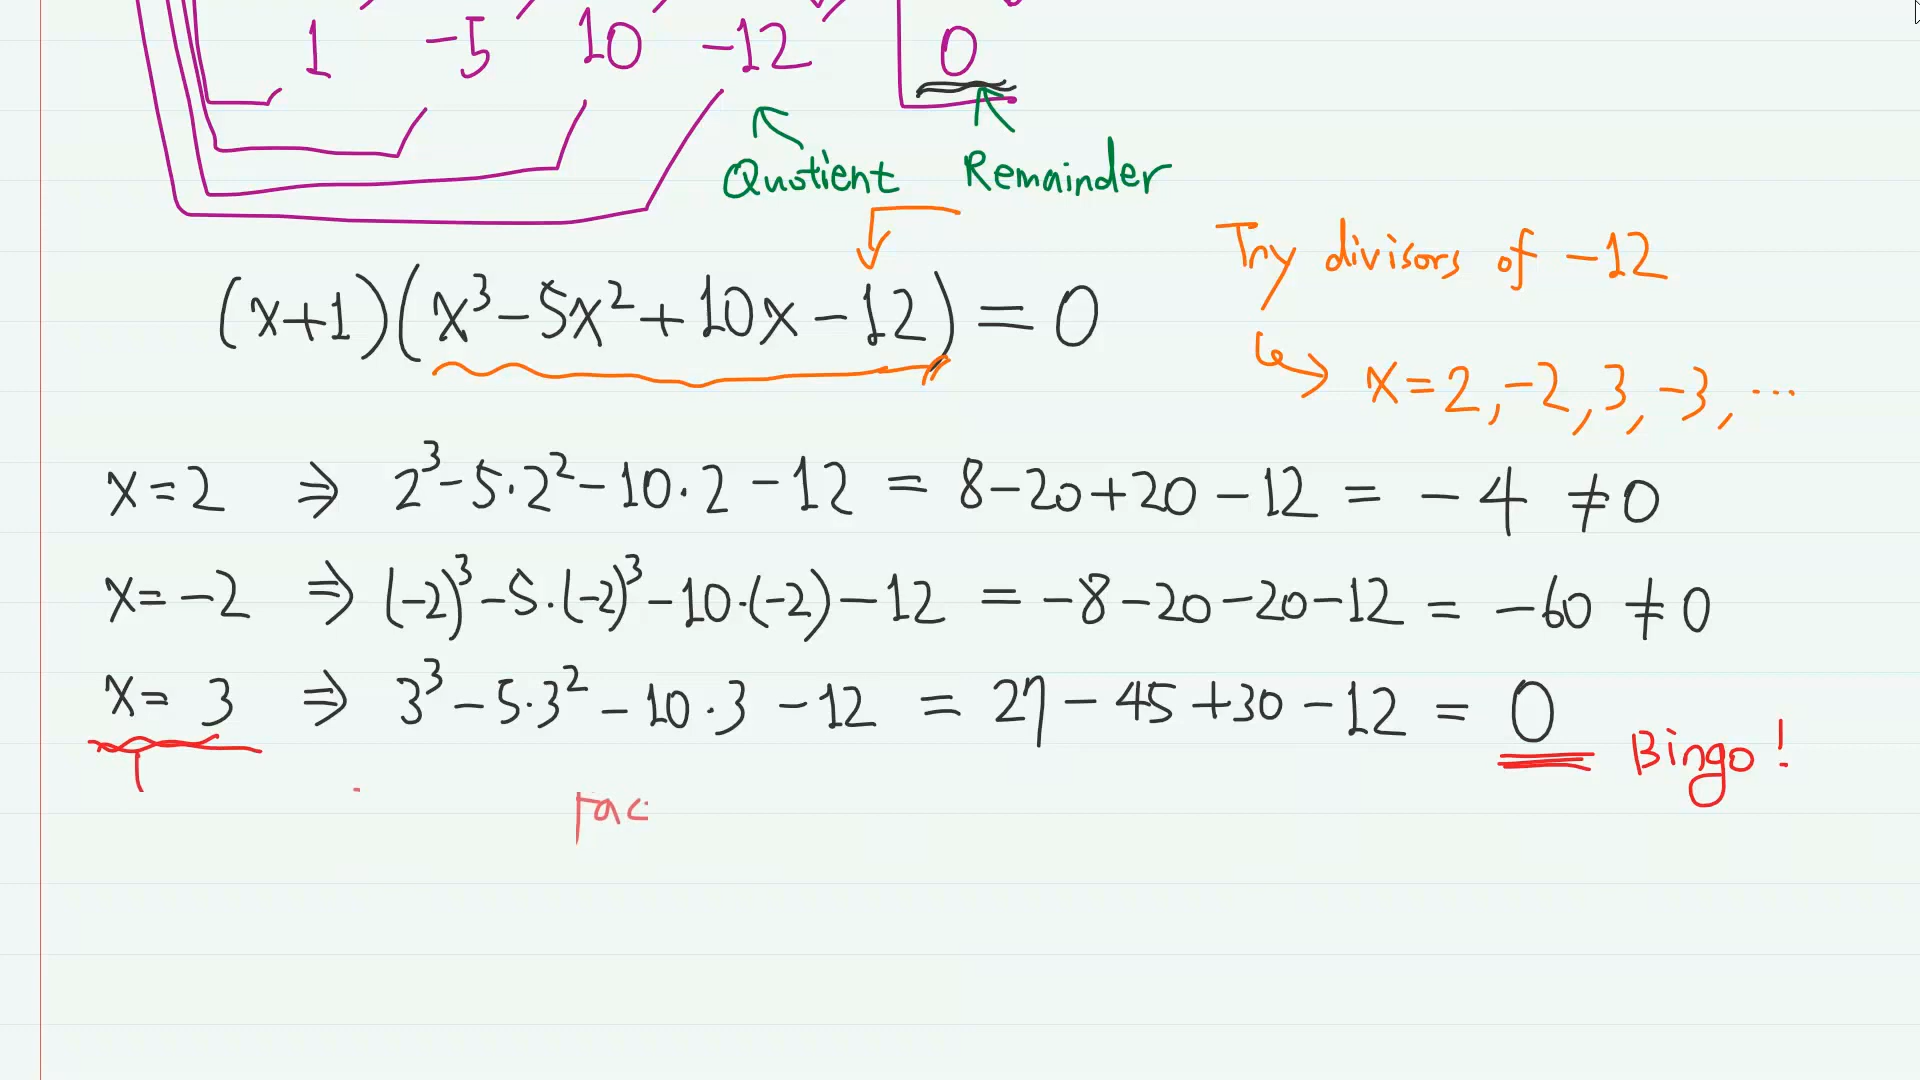 1 -5 10 -12 0
Quotient Remainder
(x+1)(x³-5x²+10x-12)=0
Try divisors of -12
↳ x=2,-2,3,-3,...
x=2 ⇒ 2³-5·2²-10·2-12 = 8-20+20-12 = -4 ≠0
x=-2 ⇒ (-2)³-5·(-2)³-10·(-2)-12 = -8-20-20-12 = -60 ≠0
x=3 ⇒ 3³-5·3²-10·3-12 = 27-45+30-12 = 0
Bingo!